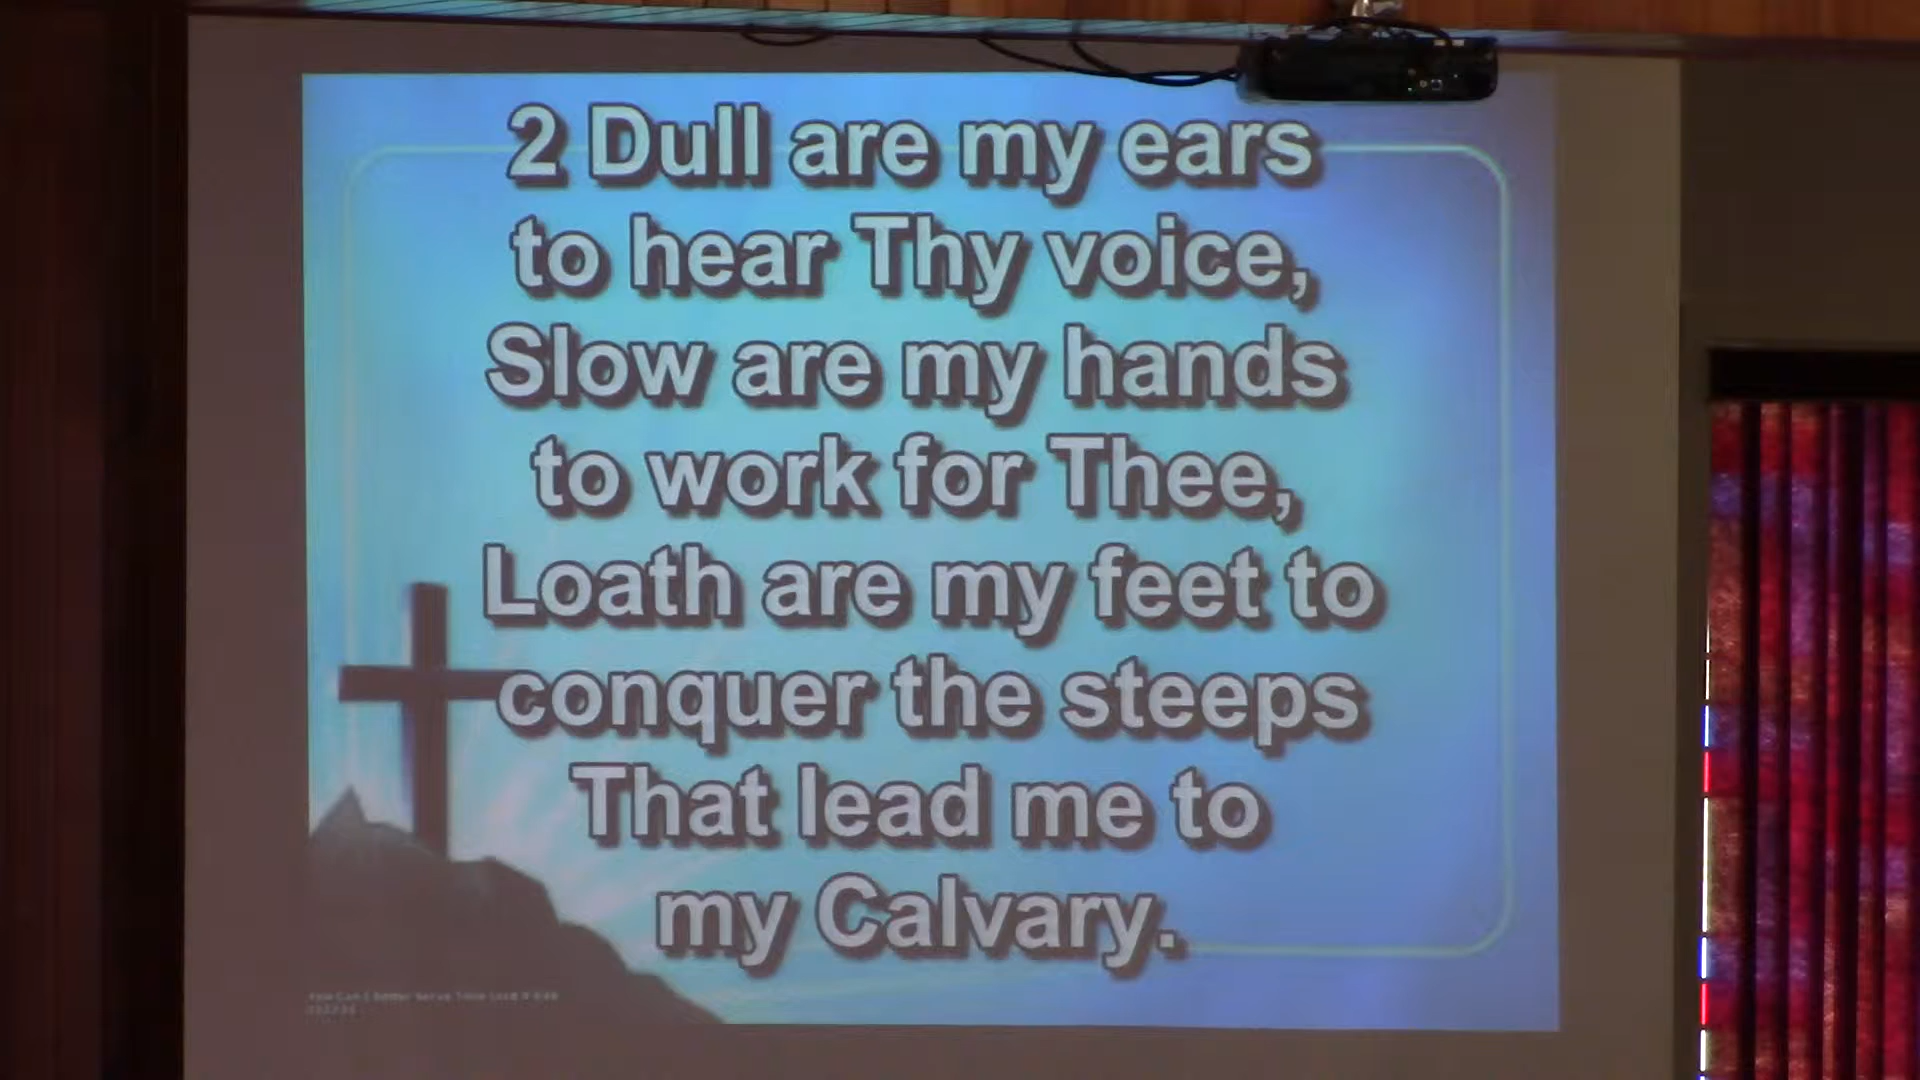 2 Dull are my ears
to hear Thy voice,
Slow are my hands
to work for Thee,
Loath are my feet to
conquer the steeps
That lead me to
my Calvary.